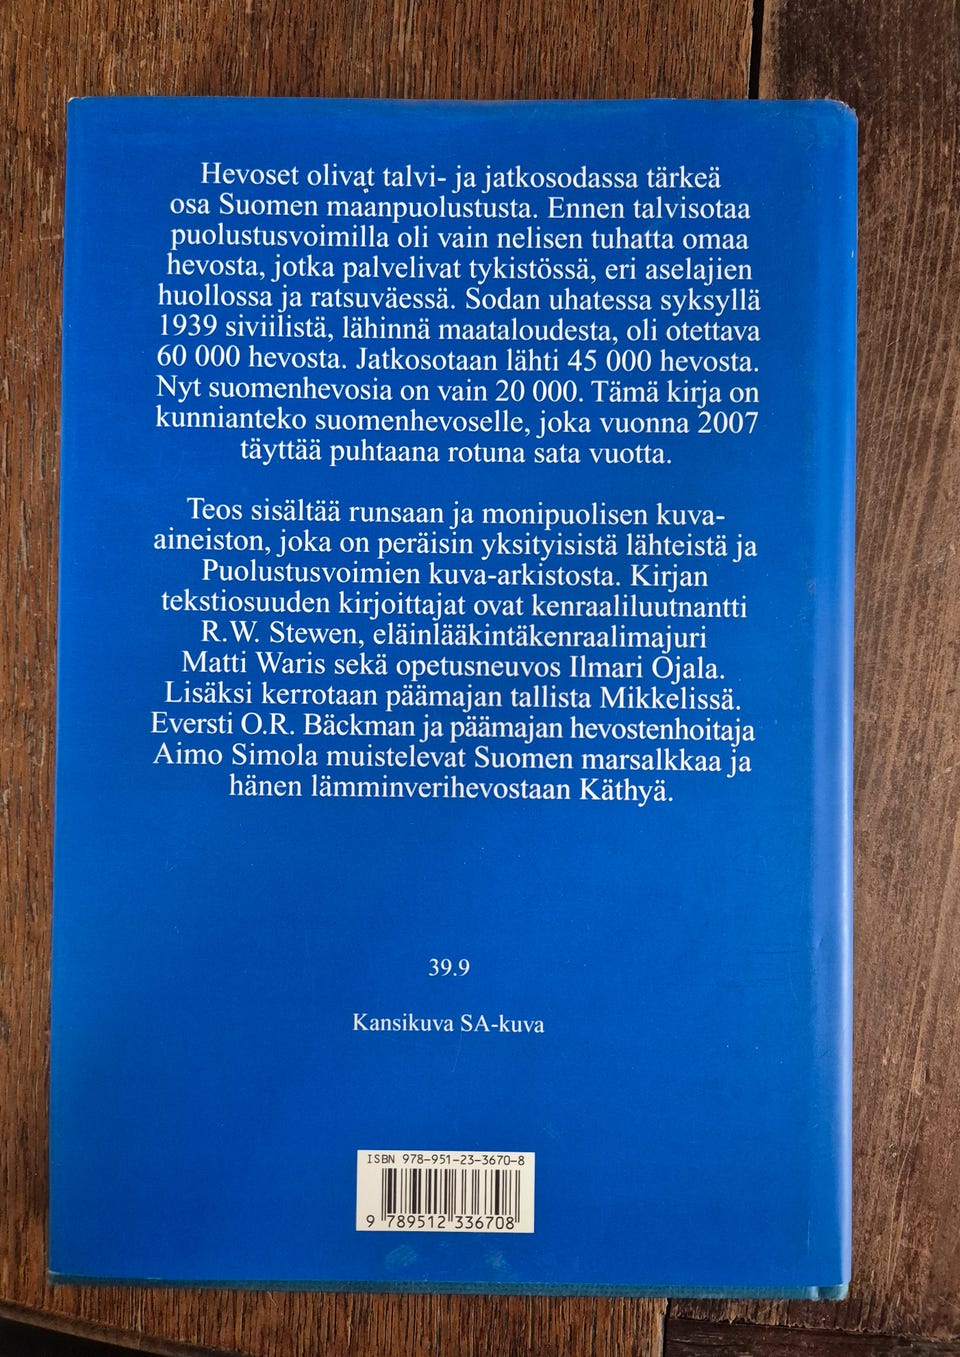 Hevoset olivat talvi- ja jatkosodassa tärkeä
osa Suomen maanpuolustusta. Ennen talvisotaa
puolustusvoimilla oli vain nelisen tuhatta omaa
hevosta, jotka palvelivat tykistössä, eri aselajien
huollossa ja ratsuväessä. Sodan uhatessa syksyllä
1939 siviilistä, lähinnä maataloudesta, oli otettava
60 000 hevosta. Jatkosotaan lähti 45 000 hevosta.
Nyt suomenhevosia on vain 20 000. Tämä kirja on
kunnianteko suomenhevoselle, joka vuonna 2007
täyttää puhtaana rotuna sata vuotta.
Teos sisältää runsaan ja monipuolisen kuva-
aineiston, joka on peräisin yksityisistä lähteistä ja
Puolustusvoimien kuva-arkistosta. Kirjan
tekstiosuuden kirjoittajat ovat kenraaliluutnantti
R.W. Stewen, eläinlääkintäkenraalimajuri
Matti Waris sekä opetusneuvos Ilmari Ojala.
Lisäksi kerrotaan päämajan tallista Mikkelissä.
Eversti O.R. Bäckman ja päämajan hevostenhoitaja
Aimo Simola muistelevat Suomen marsalkkaa ja
hänen lämminverihevostaan Käthyä.
39.9
Kansikuva SA-kuva
ISBN 978-951-23-3670-8
9 789512 336708